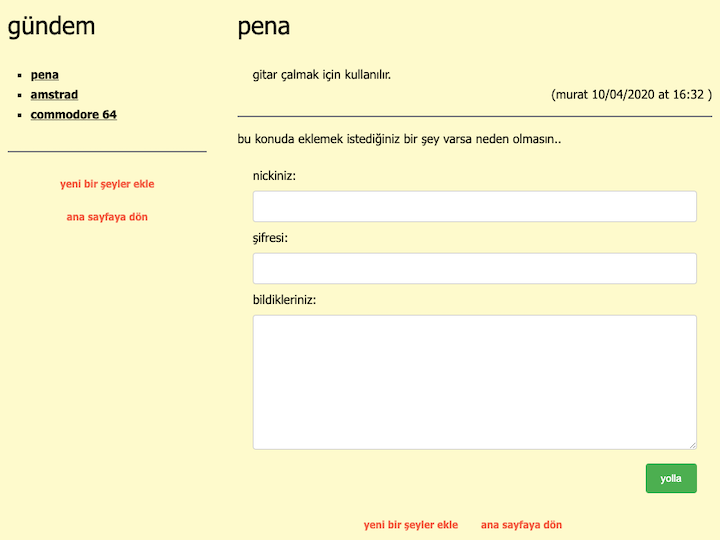 gündem
pena
amstrad
commodore 64
yeni bir şeyler ekle
ana sayfaya dön
pena
gitar çalmak için kullanılır.
(murat 10/04/2020 at 16:32 )
bu konuda eklemek istediğiniz bir şey varsa neden olmasın..
nickiniz:
şifresi:
bildikleriniz:
yolla
yeni bir şeyler ekle ana sayfaya dön